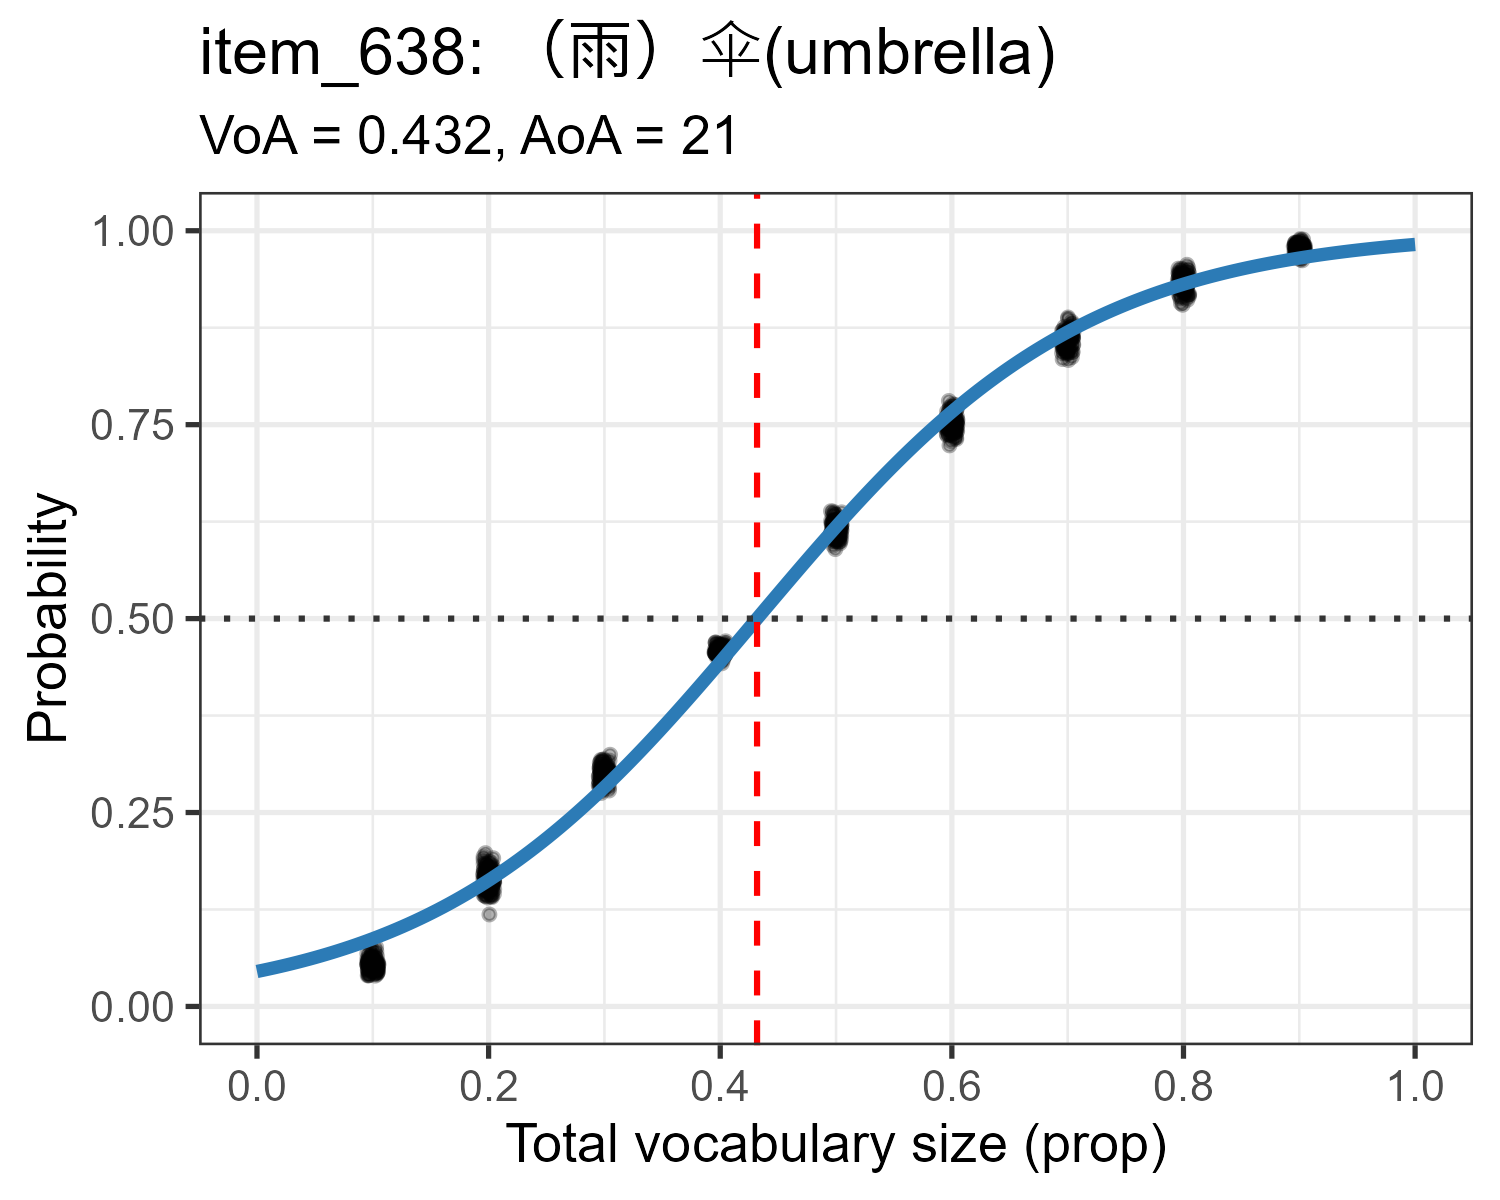 item_638: （雨）伞(umbrella)
VoA = 0.432, AoA = 21
Probability
1.00
0.75
0.50
0.25
0.00
0.0 0.2 0.4 0.6 0.8 1.0
Total vocabulary size (prop)